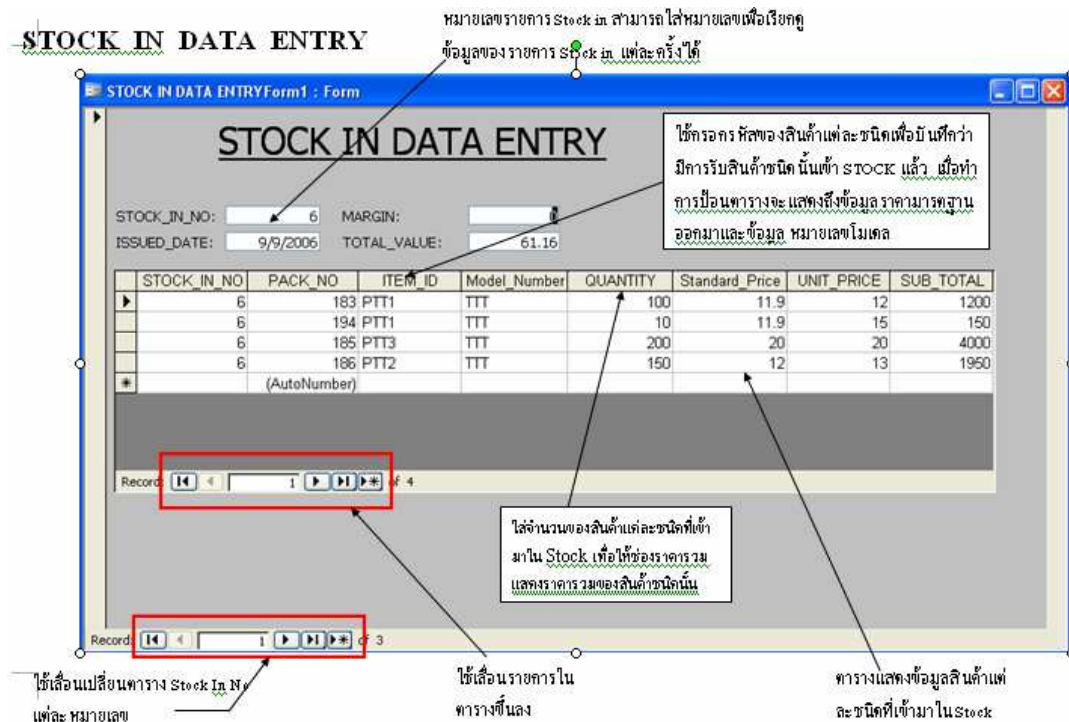 หมายเลขรายการ Stock in สามารถใส่หมายเลขเพื่อเรียกดู
ข้อมูลของรายการ Stock in แต่ละครั้งได้
STOCK IN DATA ENTRY
STOCK IN DATA ENTRYForm1 : Form
STOCK IN DATA ENTRY
ใช้กรอกรหัสของสินค้าแต่ละชนิดเพื่อบันทึกว่า
มีการรับสินค้าชนิดนั้นเข้า STOCK แล้ว เมื่อทำ
การป้อนตารางจะแสดงถึงข้อมูลราคามารตฐาน
ออกมาและข้อมูล หมายเลขโมเดล
STOCK_IN_NO: 6 MARGIN: 0
ISSUED_DATE: 9/9/2006 TOTAL_VALUE: 61.16
STOCK_IN_NO PACK_NO ITEM_ID Model_Number QUANTITY Standard_Price UNIT_PRICE SUB_TOTAL
6 183 PTT1 TTT 100 11.9 12 1200
6 194 PTT1 TTT 10 11.9 15 150
6 185 PTT3 TTT 200 20 20 4000
6 186 PTT2 TTT 150 12 13 1950
(AutoNumber)
Record: 1 of 4
ใส่จำนวนของสินค้าแต่ละชนิดที่เข้า
มาใน Stock เพื่อให้ช่องราคารวม
แสดงราคารวมของสินค้าชนิดนั้น
Record: 1 of 3
ใช้เลื่อนเปลี่ยนตาราง Stock In No
แต่ละหมายเลข
ใช้เลื่อนรายการใน
ตารางขึ้นลง
ตารางแสดงข้อมูลสินค้าแต่
ละชนิดที่เข้ามาใน Stock